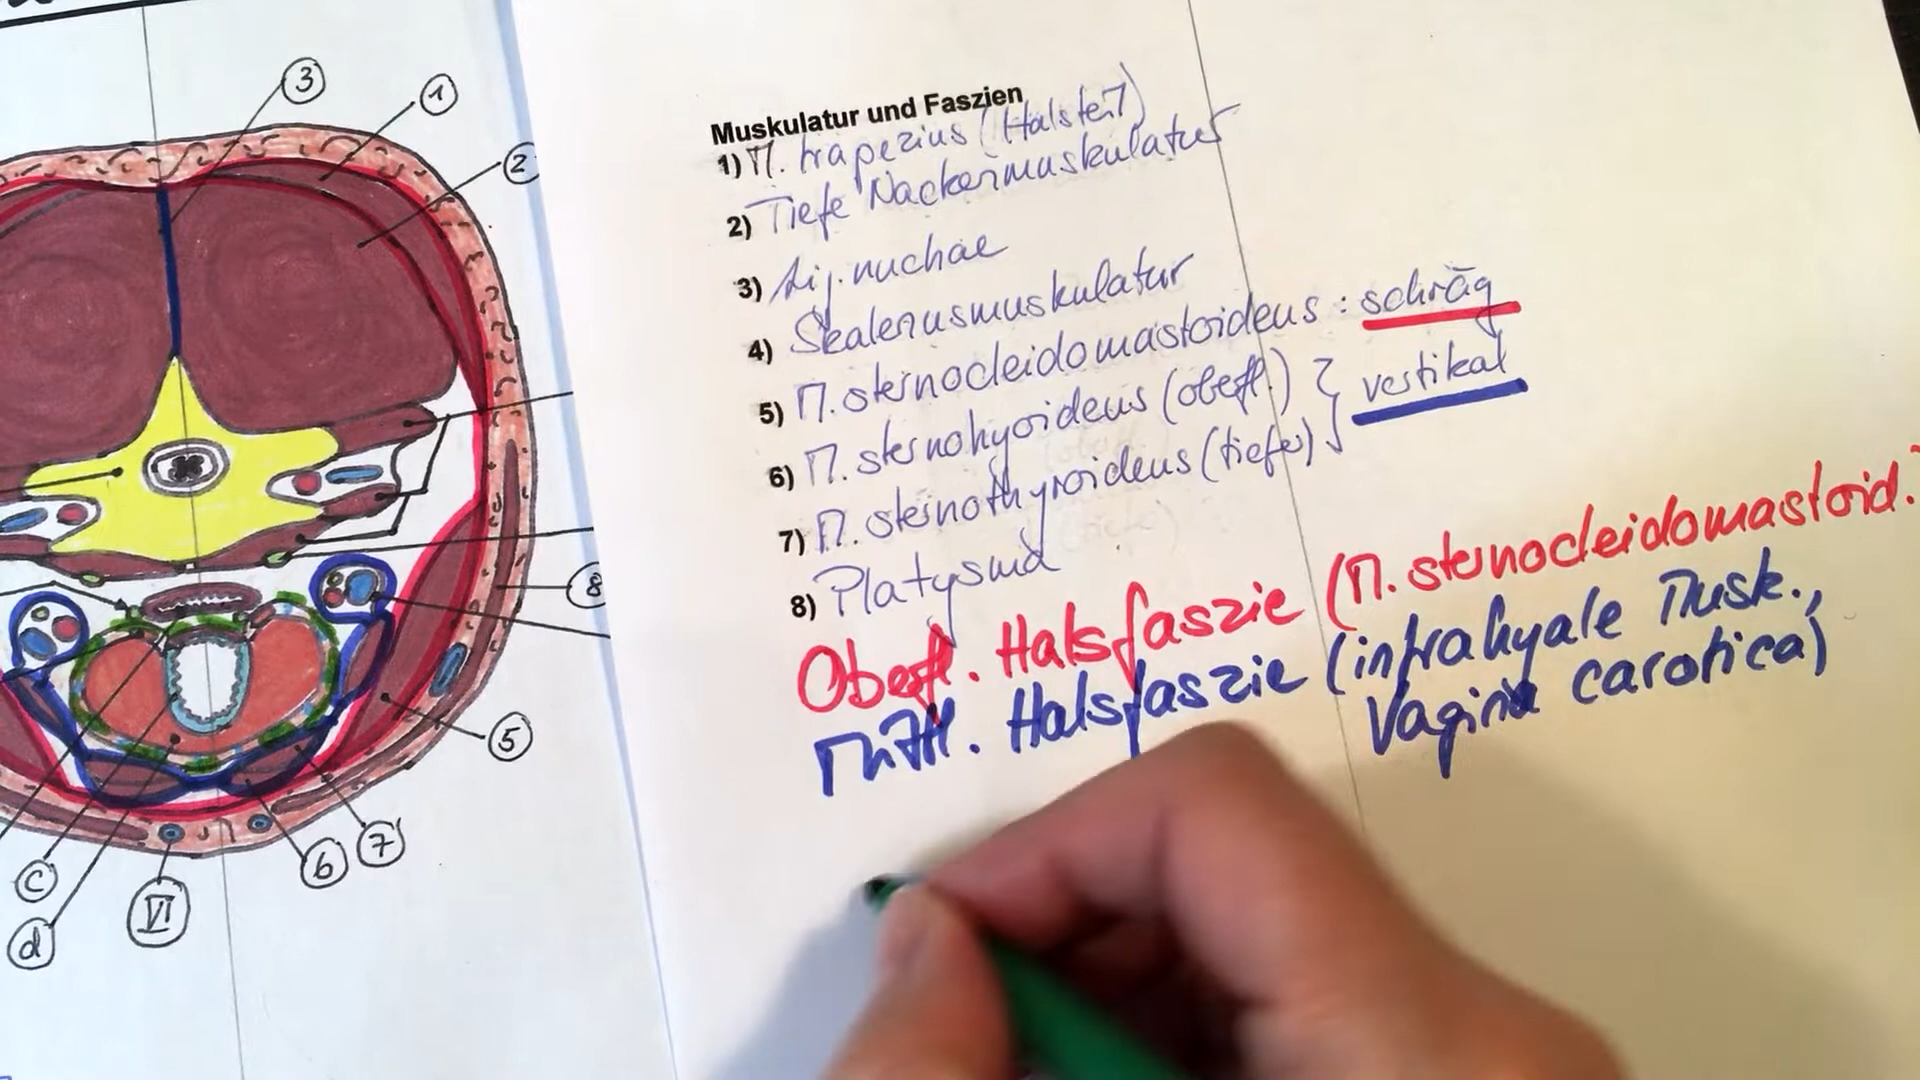 3
1
2
8
5
7
6
VI
c
d
Muskulatur und Faszien
1) M. trapezius (Halsteil)
2) Tiefe Nackenmuskulatur
3) Lig. nuchae
4) Skalenusmuskulatur
5) M. sternocleidomastoideus : schräg
6) M. sternohyoideus (oberfl.) } vertikal
7) M. sternothyroideus (tiefer)
8) Platysma
Oberfl. Halsfaszie (M. sternocleidomastoid.)
Mittl. Halsfaszie (infrahyale Musk.,
Vagina carotica)